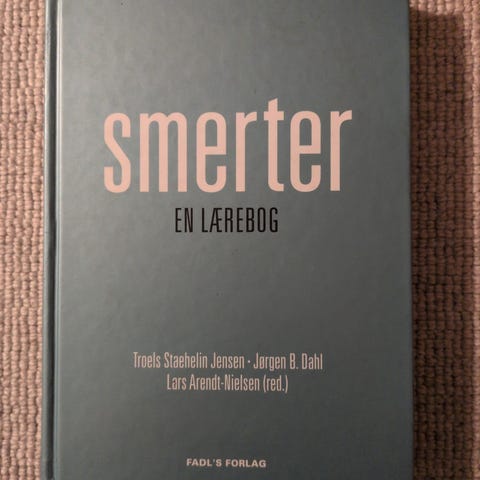 smerter
EN LÆREBOG
Troels Staehelin Jensen · Jørgen B. Dahl
Lars Arendt-Nielsen (red.)
FADL'S FORLAG